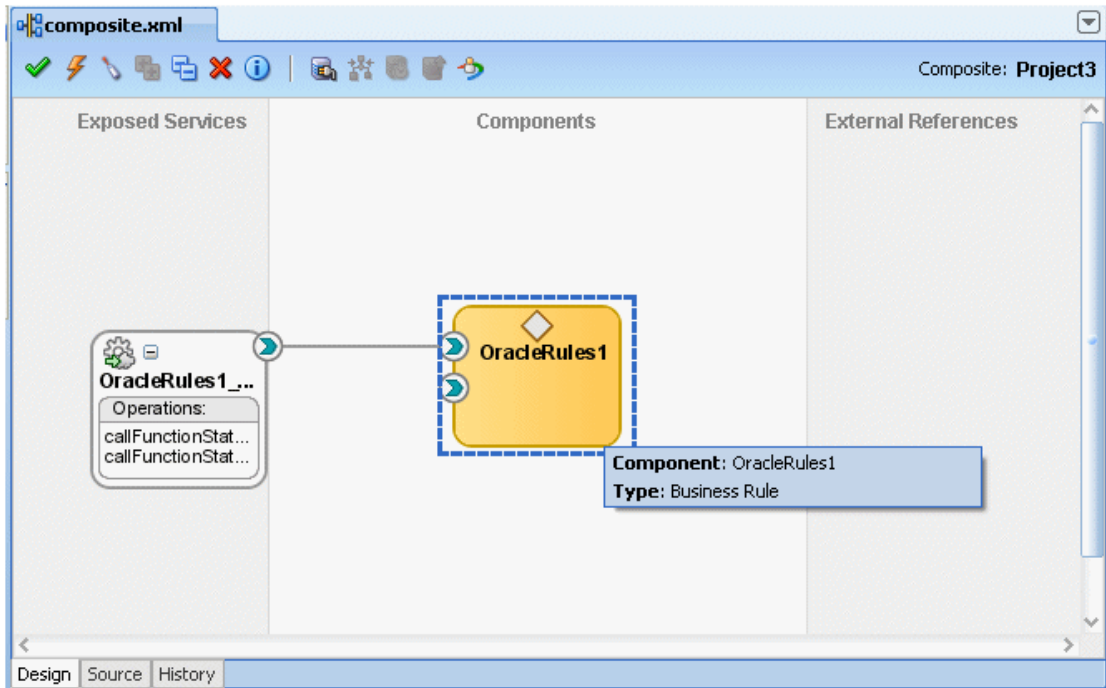 composite.xml
Composite: Project3
Exposed Services
Components
External References
OracleRules1_...
Operations:
callFunctionStat...
callFunctionStat...
OracleRules1
Component: OracleRules1
Type: Business Rule
Design Source History